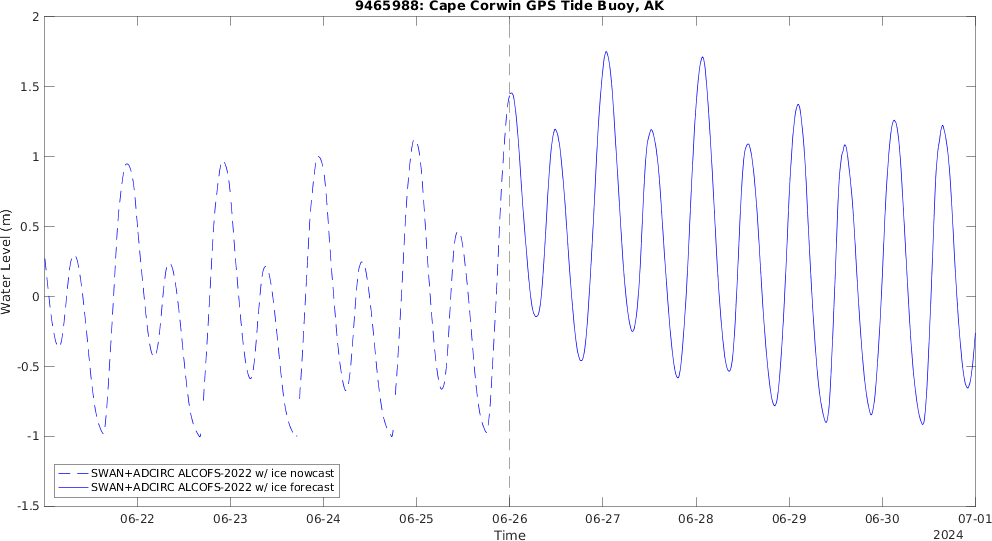 9465988: Cape Corwin GPS Tide Buoy, AK
2
1.5
1
0.5
0
-0.5
-1
-1.5
Water Level (m)
SWAN+ADCIRC ALCOFS-2022 w/ ice nowcast
SWAN+ADCIRC ALCOFS-2022 w/ ice forecast
06-22 06-23 06-24 06-25 06-26 06-27 06-28 06-29 06-30 07-01
Time
2024